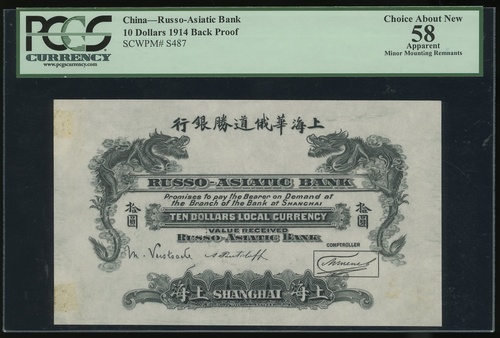 PCGS
CURRENCY
www.pcgscurrency.com
China—Russo-Asiatic Bank
10 Dollars 1914 Back Proof
SCWPM# S487
Choice About New
58
Apparent
Minor Mounting Remnants
行銀勝道俄華海上
RUSSO-ASIATIC BANK
Promises to pay the Bearer on Demand at
the Branch of the Bank at SHANGHAI
拾圓
TEN DOLLARS LOCAL CURRENCY
拾圓
VALUE RECEIVED
RUSSO-ASIATIC BANK
COMPTROLLER
海上
SHANGHAI
海上